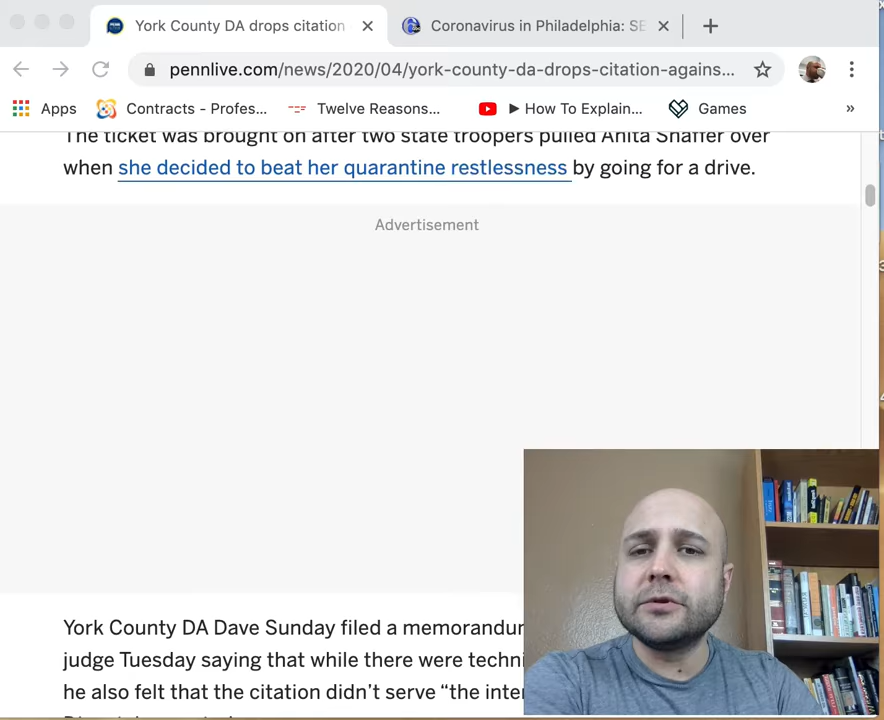 York County DA drops citation
Coronavirus in Philadelphia: SE
pennlive.com/news/2020/04/york-county-da-drops-citation-agains...
Apps
Contracts - Profes...
Twelve Reasons...
► How To Explain...
Games
»
The ticket was brought on after two state troopers pulled Anita Shaffer over
when she decided to beat her quarantine restlessness by going for a drive.
Advertisement
York County DA Dave Sunday filed a memorandum
judge Tuesday saying that while there were techni
he also felt that the citation didn't serve "the inter